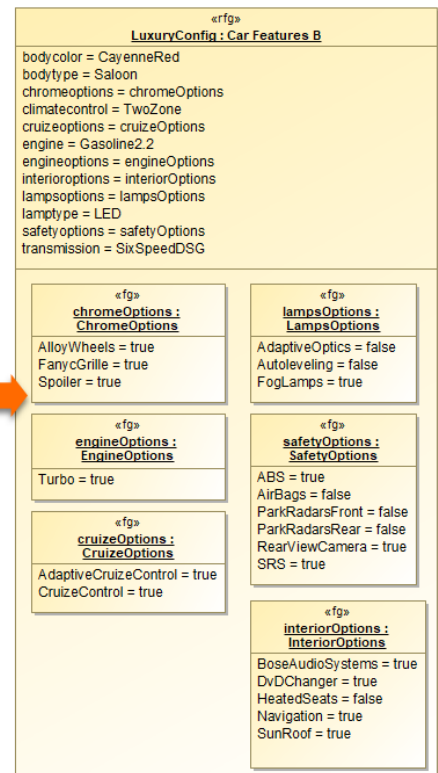 «rfg»
LuxuryConfig : Car Features B
bodycolor = CayenneRed
bodytype = Saloon
chromeoptions = chromeOptions
climatecontrol = TwoZone
cruizeoptions = cruizeOptions
engine = Gasoline2.2
engineoptions = engineOptions
interioroptions = interiorOptions
lampsoptions = lampsOptions
lamptype = LED
safetyoptions = safetyOptions
transmission = SixSpeedDSG
«fg»
chromeOptions :
ChromeOptions
AlloyWheels = true
FanycGrille = true
Spoiler = true
«fg»
lampsOptions :
LampsOptions
AdaptiveOptics = false
Autoleveling = false
FogLamps = true
«fg»
engineOptions :
EngineOptions
Turbo = true
«fg»
safetyOptions :
SafetyOptions
ABS = true
AirBags = false
ParkRadarsFront = false
ParkRadarsRear = false
RearViewCamera = true
SRS = true
«fg»
cruizeOptions :
CruizeOptions
AdaptiveCruizeControl = true
CruizeControl = true
«fg»
interiorOptions :
InteriorOptions
BoseAudioSystems = true
DvDChanger = true
HeatedSeats = false
Navigation = true
SunRoof = true